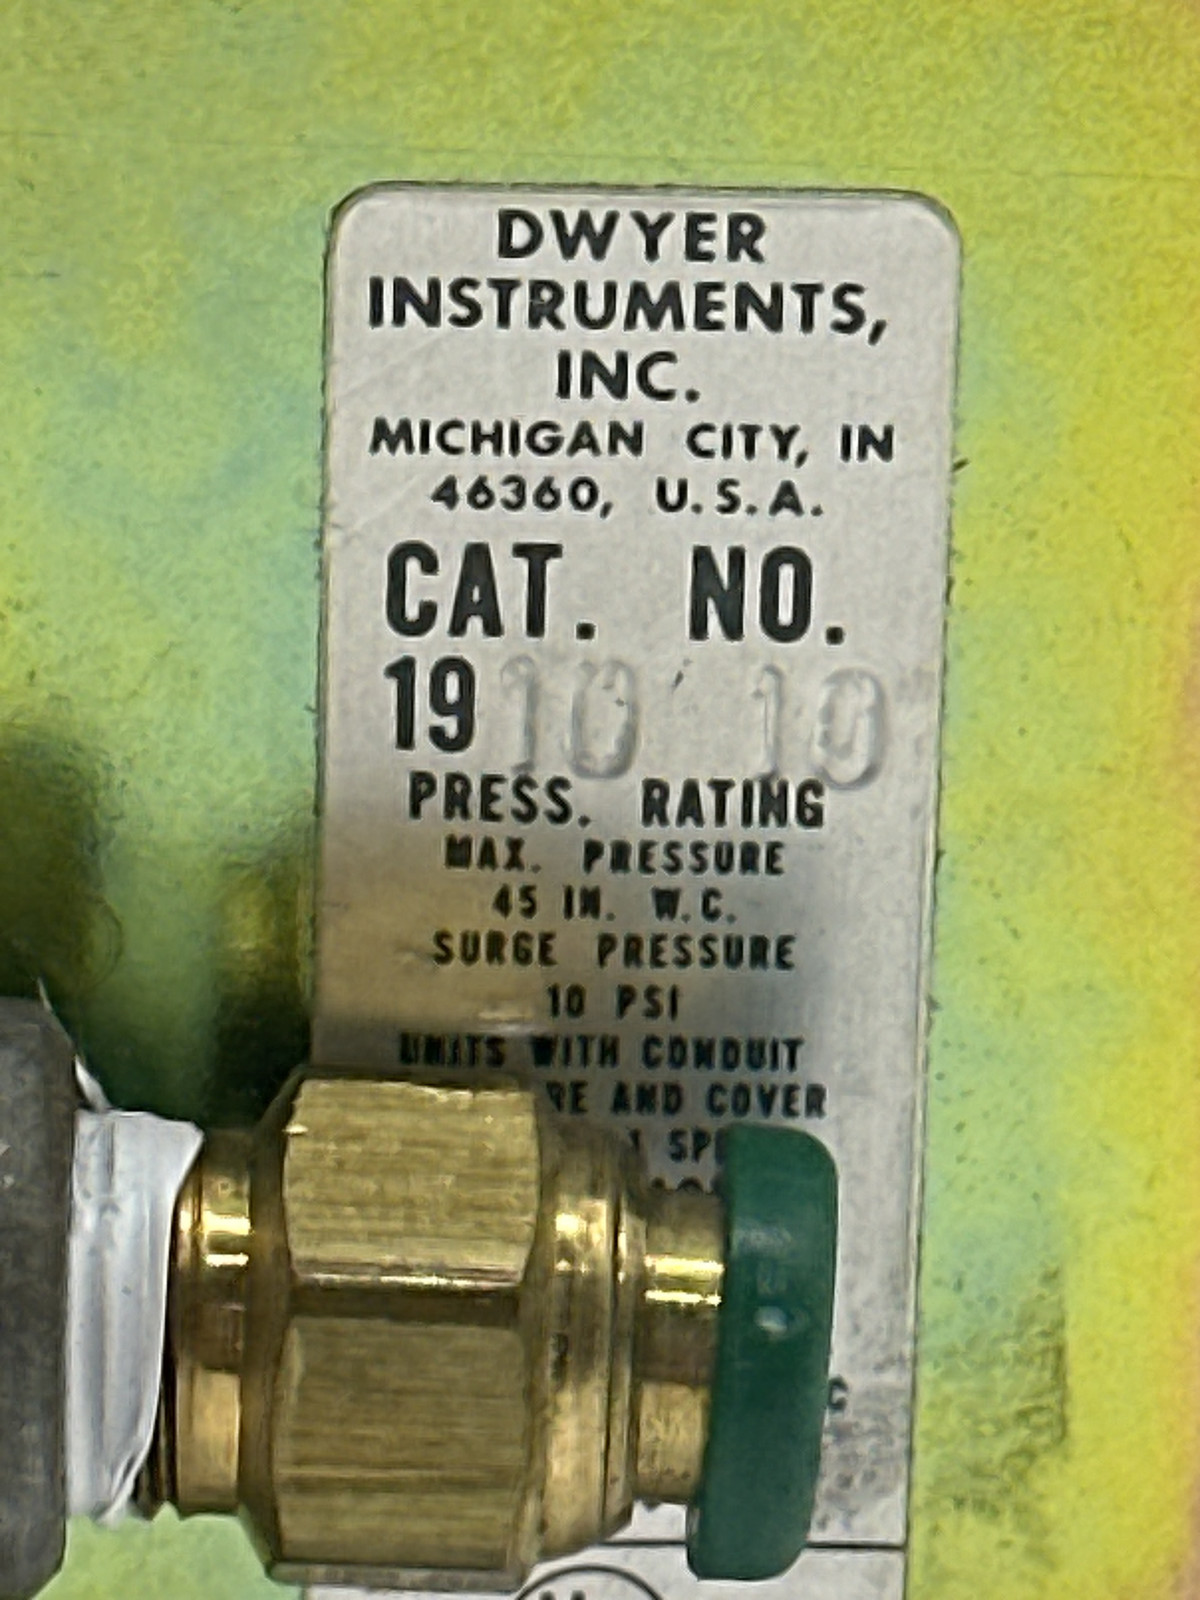 DWYER
INSTRUMENTS,
INC.
MICHIGAN CITY, IN
46360, U.S.A.
CAT. NO.
1910 10
PRESS. RATING
MAX. PRESSURE
45 IN. W.C.
SURGE PRESSURE
10 PSI
UNITS WITH CONDUIT
AND COVER